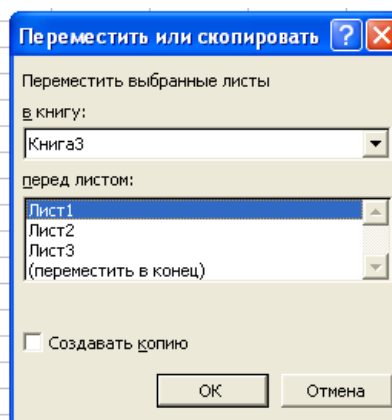 Переместить или скопировать
Переместить выбранные листы
в книгу:
Книга3
перед листом:
Лист1
Лист2
Лист3
(переместить в конец)
Создавать копию
ОК Отмена